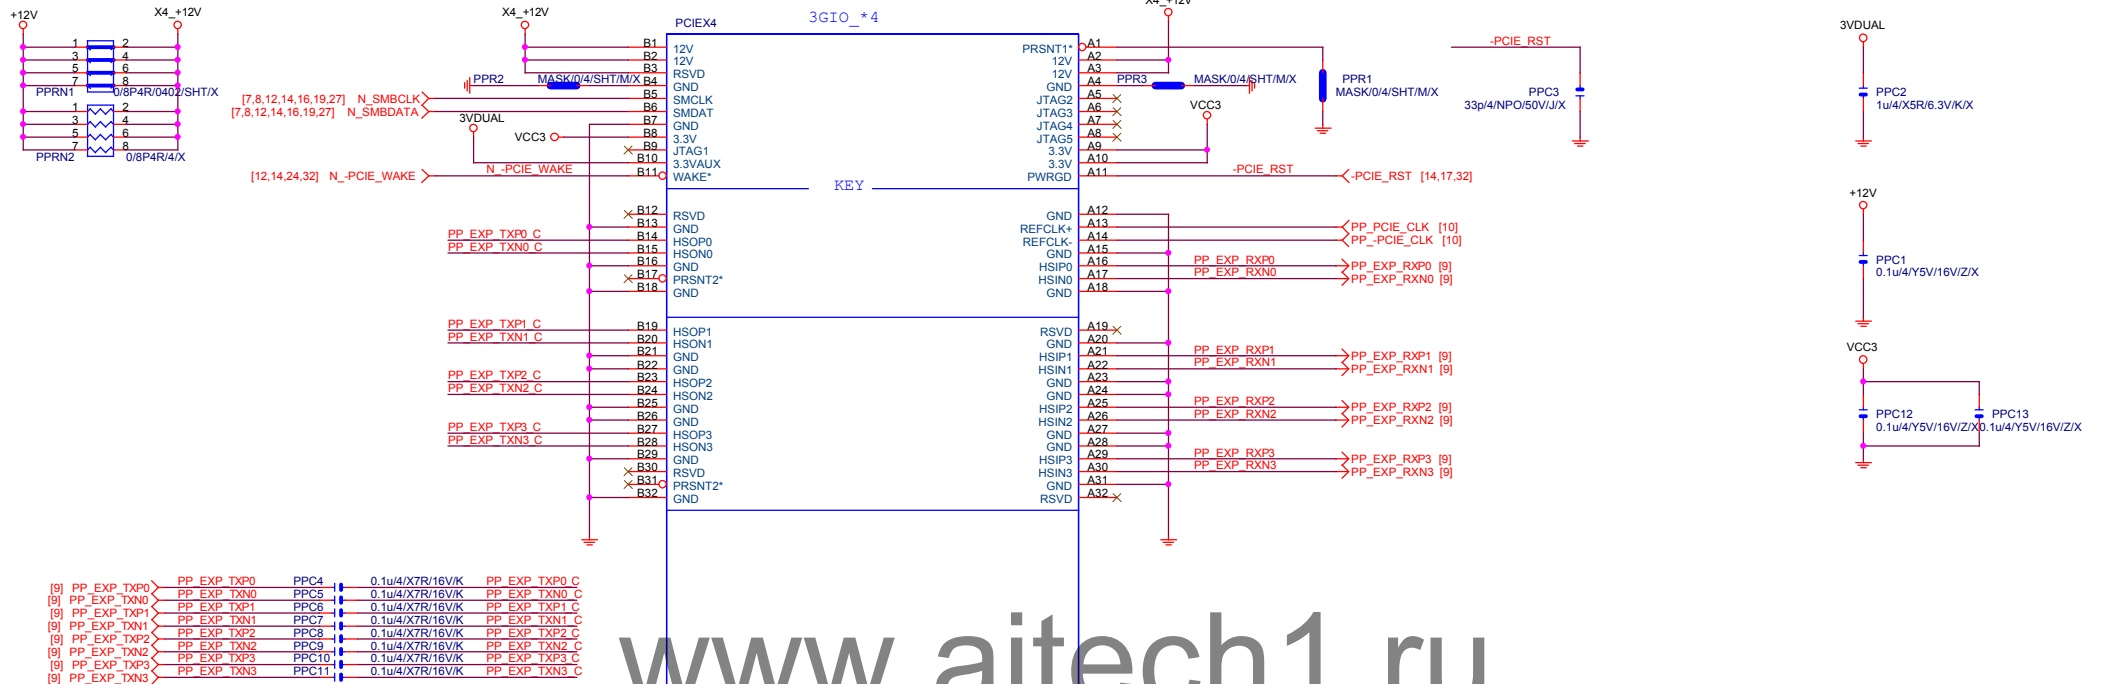 +12V
X4_+12V
1 2
3 4
5 6
7 8
PPRN1 0/8P4R/0402/SHT/X
1 2
3 4
5 6
7 8
PPRN2 0/8P4R/4/X
X4_+12V
PCIEX4
3GIO_*4
X4_+12V
B1 12V
B2 12V
B3 RSVD
PPR2 MASK/0/4/SHT/M/X B4 GND
[7,8,12,14,16,19,27] N_SMBCLK B5 SMCLK
[7,8,12,14,16,19,27] N_SMBDATA B6 SMDAT
3VDUAL B7 GND
VCC3 B8 3.3V
B9 JTAG1
B10 3.3VAUX
[12,14,24,32] N_-PCIE_WAKE N_-PCIE_WAKE B11 WAKE*
KEY
B12 RSVD
B13 GND
PP_EXP_TXP0_C B14 HSOP0
PP_EXP_TXN0_C B15 HSON0
B16 GND
B17 PRSNT2*
B18 GND
PP_EXP_TXP1_C B19 HSOP1
PP_EXP_TXN1_C B20 HSON1
B21 GND
B22 GND
PP_EXP_TXP2_C B23 HSOP2
PP_EXP_TXN2_C B24 HSON2
B25 GND
B26 GND
PP_EXP_TXP3_C B27 HSOP3
PP_EXP_TXN3_C B28 HSON3
B29 GND
B30 RSVD
B31 PRSNT2*
B32 GND
PRSNT1* A1
12V A2
12V A3
GND A4 PPR3 MASK/0/4/SHT/M/X
JTAG2 A5
JTAG3 A6
JTAG4 A7
JTAG5 A8
3.3V A9
3.3V A10
VCC3
PWRGD A11 -PCIE_RST -PCIE_RST [14,17,32]
PPR1
MASK/0/4/SHT/M/X
GND A12
REFCLK+ A13 PP_PCIE_CLK [10]
REFCLK- A14 PP_-PCIE_CLK [10]
GND A15
HSIP0 A16 PP_EXP_RXP0 PP_EXP_RXP0 [9]
HSIN0 A17 PP_EXP_RXN0 PP_EXP_RXN0 [9]
GND A18
RSVD A19
GND A20
HSIP1 A21 PP_EXP_RXP1 PP_EXP_RXP1 [9]
HSIN1 A22 PP_EXP_RXN1 PP_EXP_RXN1 [9]
GND A23
GND A24
HSIP2 A25 PP_EXP_RXP2 PP_EXP_RXP2 [9]
HSIN2 A26 PP_EXP_RXN2 PP_EXP_RXN2 [9]
GND A27
GND A28
HSIP3 A29 PP_EXP_RXP3 PP_EXP_RXP3 [9]
HSIN3 A30 PP_EXP_RXN3 PP_EXP_RXN3 [9]
GND A31
RSVD A32
-PCIE_RST
PPC3
33p/4/NPO/50V/J/X
3VDUAL
PPC2
1u/4/X5R/6.3V/K/X
+12V
PPC1
0.1u/4/Y5V/16V/Z/X
VCC3
PPC12 PPC13
0.1u/4/Y5V/16V/Z/X 0.1u/4/Y5V/16V/Z/X
[9] PP_EXP_TXP0 PP_EXP_TXP0 PPC4 0.1u/4/X7R/16V/K PP_EXP_TXP0_C
[9] PP_EXP_TXN0 PP_EXP_TXN0 PPC5 0.1u/4/X7R/16V/K PP_EXP_TXN0_C
[9] PP_EXP_TXP1 PP_EXP_TXP1 PPC6 0.1u/4/X7R/16V/K PP_EXP_TXP1_C
[9] PP_EXP_TXN1 PP_EXP_TXN1 PPC7 0.1u/4/X7R/16V/K PP_EXP_TXN1_C
[9] PP_EXP_TXP2 PP_EXP_TXP2 PPC8 0.1u/4/X7R/16V/K PP_EXP_TXP2_C
[9] PP_EXP_TXN2 PP_EXP_TXN2 PPC9 0.1u/4/X7R/16V/K PP_EXP_TXN2_C
[9] PP_EXP_TXP3 PP_EXP_TXP3 PPC10 0.1u/4/X7R/16V/K PP_EXP_TXP3_C
[9] PP_EXP_TXN3 PP_EXP_TXN3 PPC11 0.1u/4/X7R/16V/K PP_EXP_TXN3_C
www.aitech1.ru